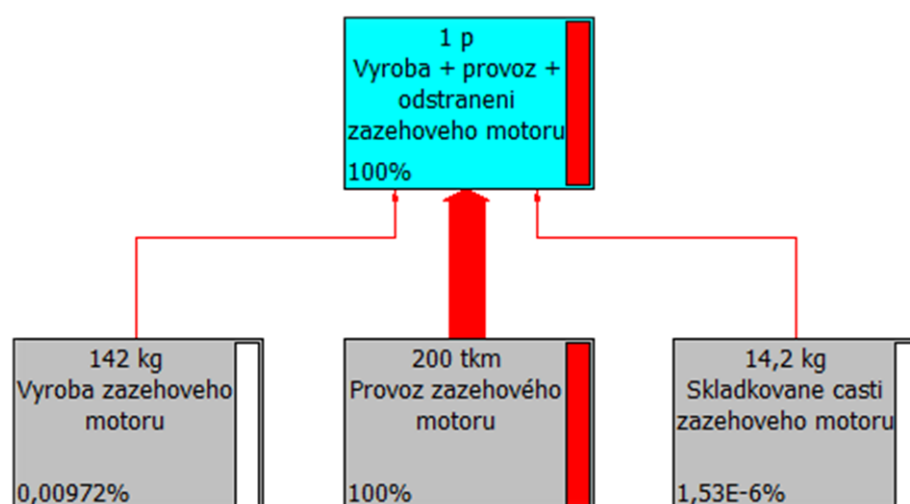 1 p
Vyroba + provoz +
odstraneni
zazehoveho motoru
100%
142 kg
Vyroba zazehoveho
motoru
0,00972%
200 tkm
Provoz zazehového
motoru
100%
14,2 kg
Skladkovane casti
zazehoveho motoru
1,53E-6%